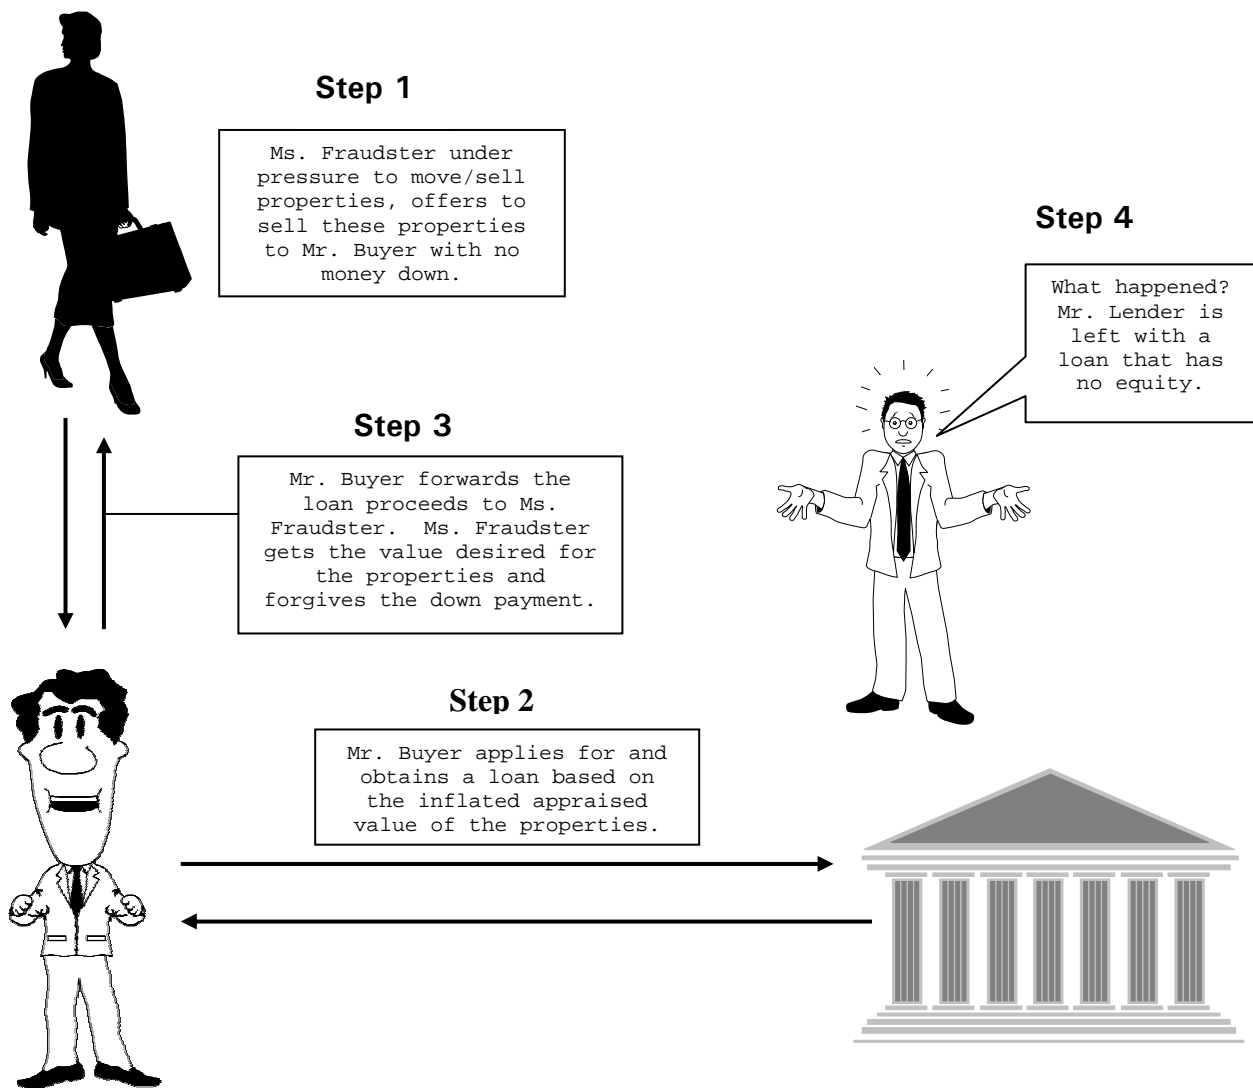 Step 1
Ms. Fraudster under
pressure to move/sell
properties, offers to
sell these properties
to Mr. Buyer with no
money down.
Step 4
What happened?
Mr. Lender is
left with a
loan that has
no equity.
Step 3
Mr. Buyer forwards the
loan proceeds to Ms.
Fraudster.  Ms. Fraudster
gets the value desired for
the properties and
forgives the down payment.
Step 2
Mr. Buyer applies for and
obtains a loan based on
the inflated appraised
value of the properties.